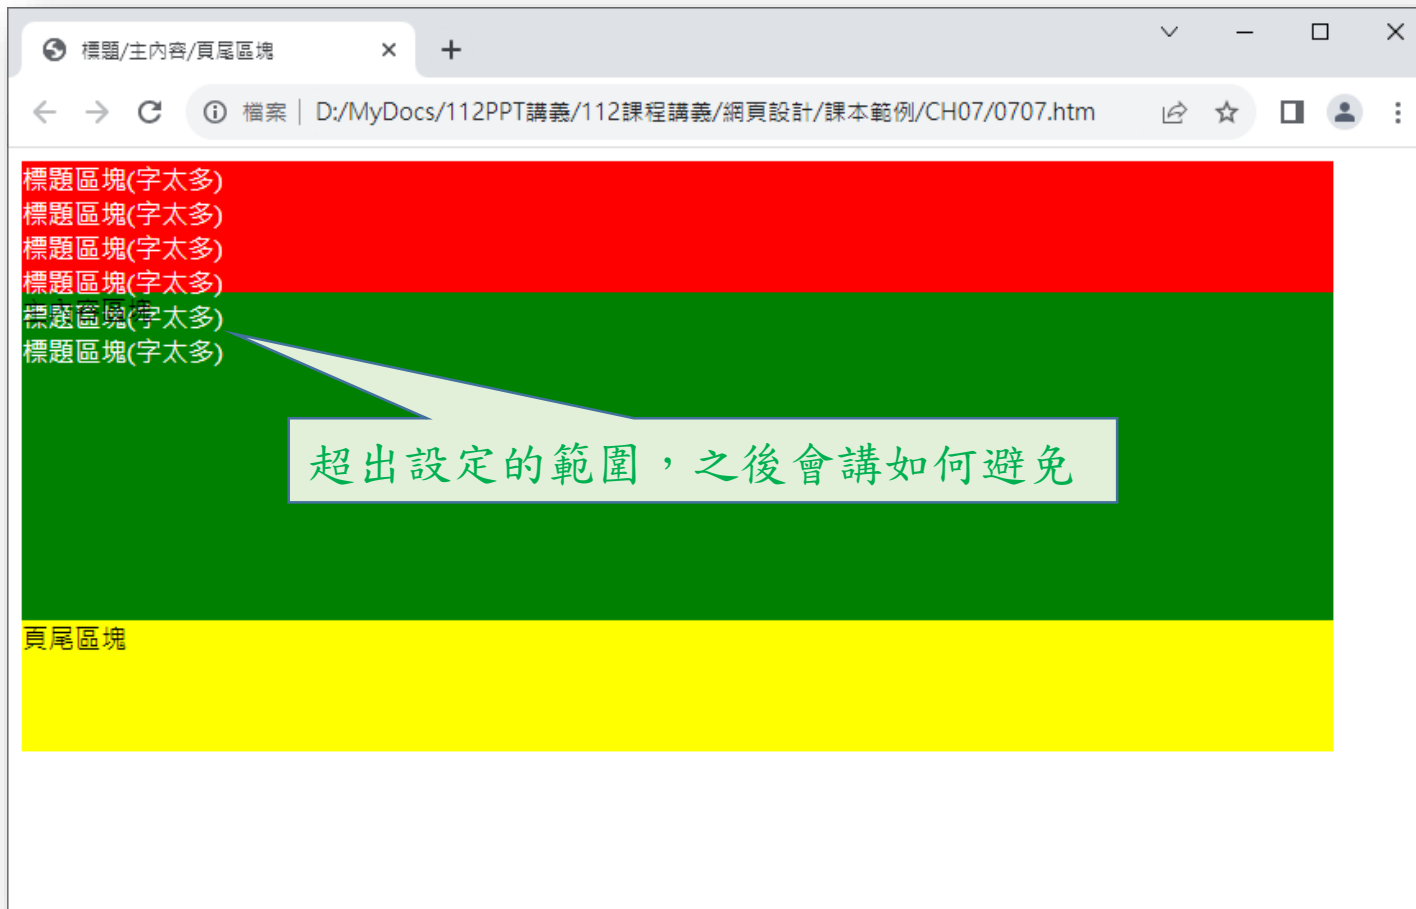 標題/主內容/頁尾區塊
檔案 D:/MyDocs/112PPT講義/112課程講義/網頁設計/課本範例/CH07/0707.htm
標題區塊(字太多)
標題區塊(字太多)
標題區塊(字太多)
標題區塊(字太多)
主內容區塊
標題區塊(字太多)
標題區塊(字太多)
超出設定的範圍，之後會講如何避免
頁尾區塊